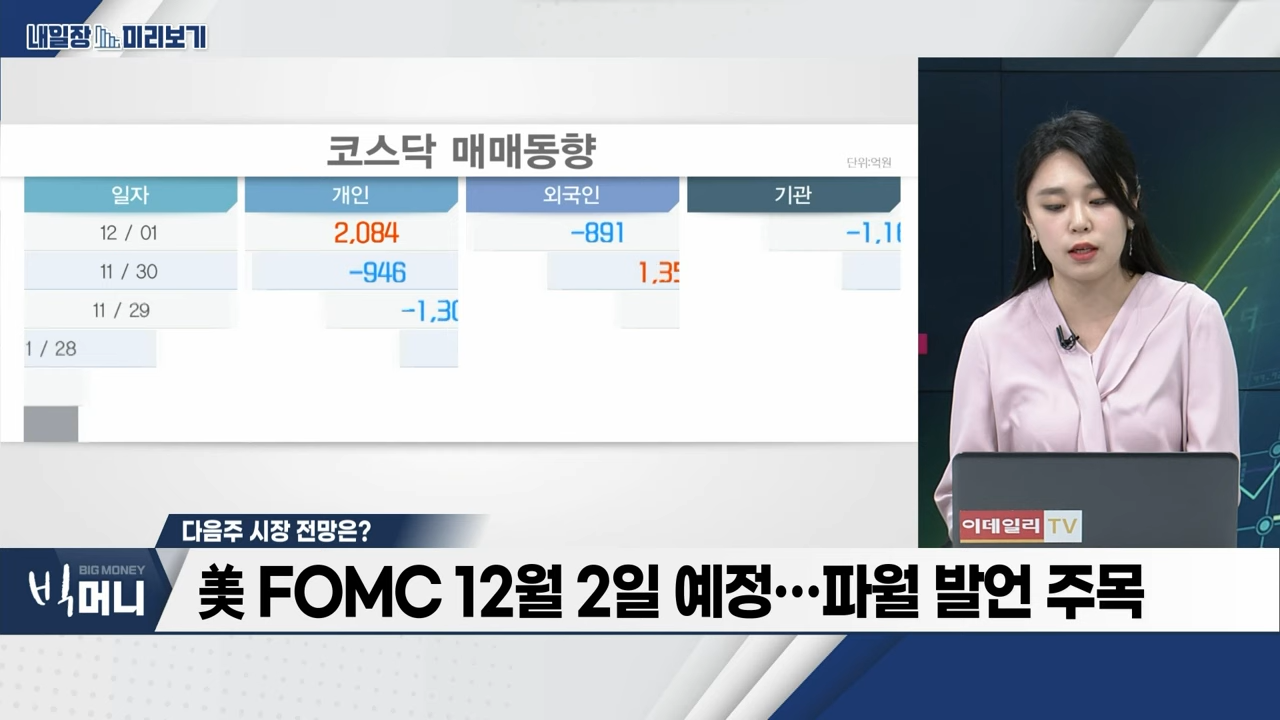 내일장 미리보기
코스닥 매매동향
단위:억원
일자 개인 외국인 기관
12 / 01 2,084 -891
11 / 30 -946
11 / 29
이데일리 TV
다음주 시장 전망은?
BIG MONEY
빅머니
美 FOMC 12월 2일 예정…파월 발언 주목